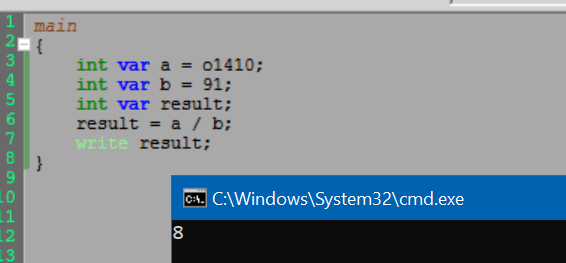 1 main
2 {
3 int var a = o1410;
4 int var b = 91;
5 int var result;
6 result = a / b;
7 write result;
8 }
9
10
11
12
13
C:\Windows\System32\cmd.exe
8